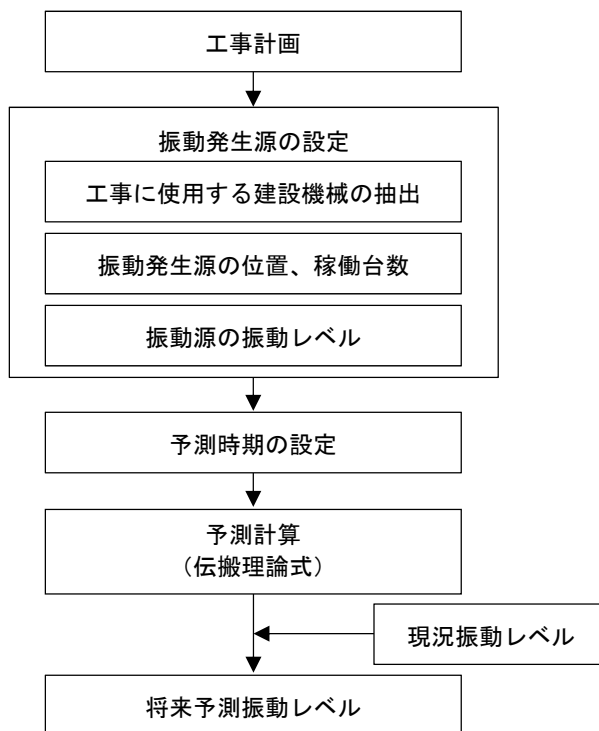 工事計画
振動発生源の設定
工事に使用する建設機械の抽出
振動発生源の位置、稼働台数
振動源の振動レベル
予測時期の設定
予測計算
（伝搬理論式）
現況振動レベル
将来予測振動レベル